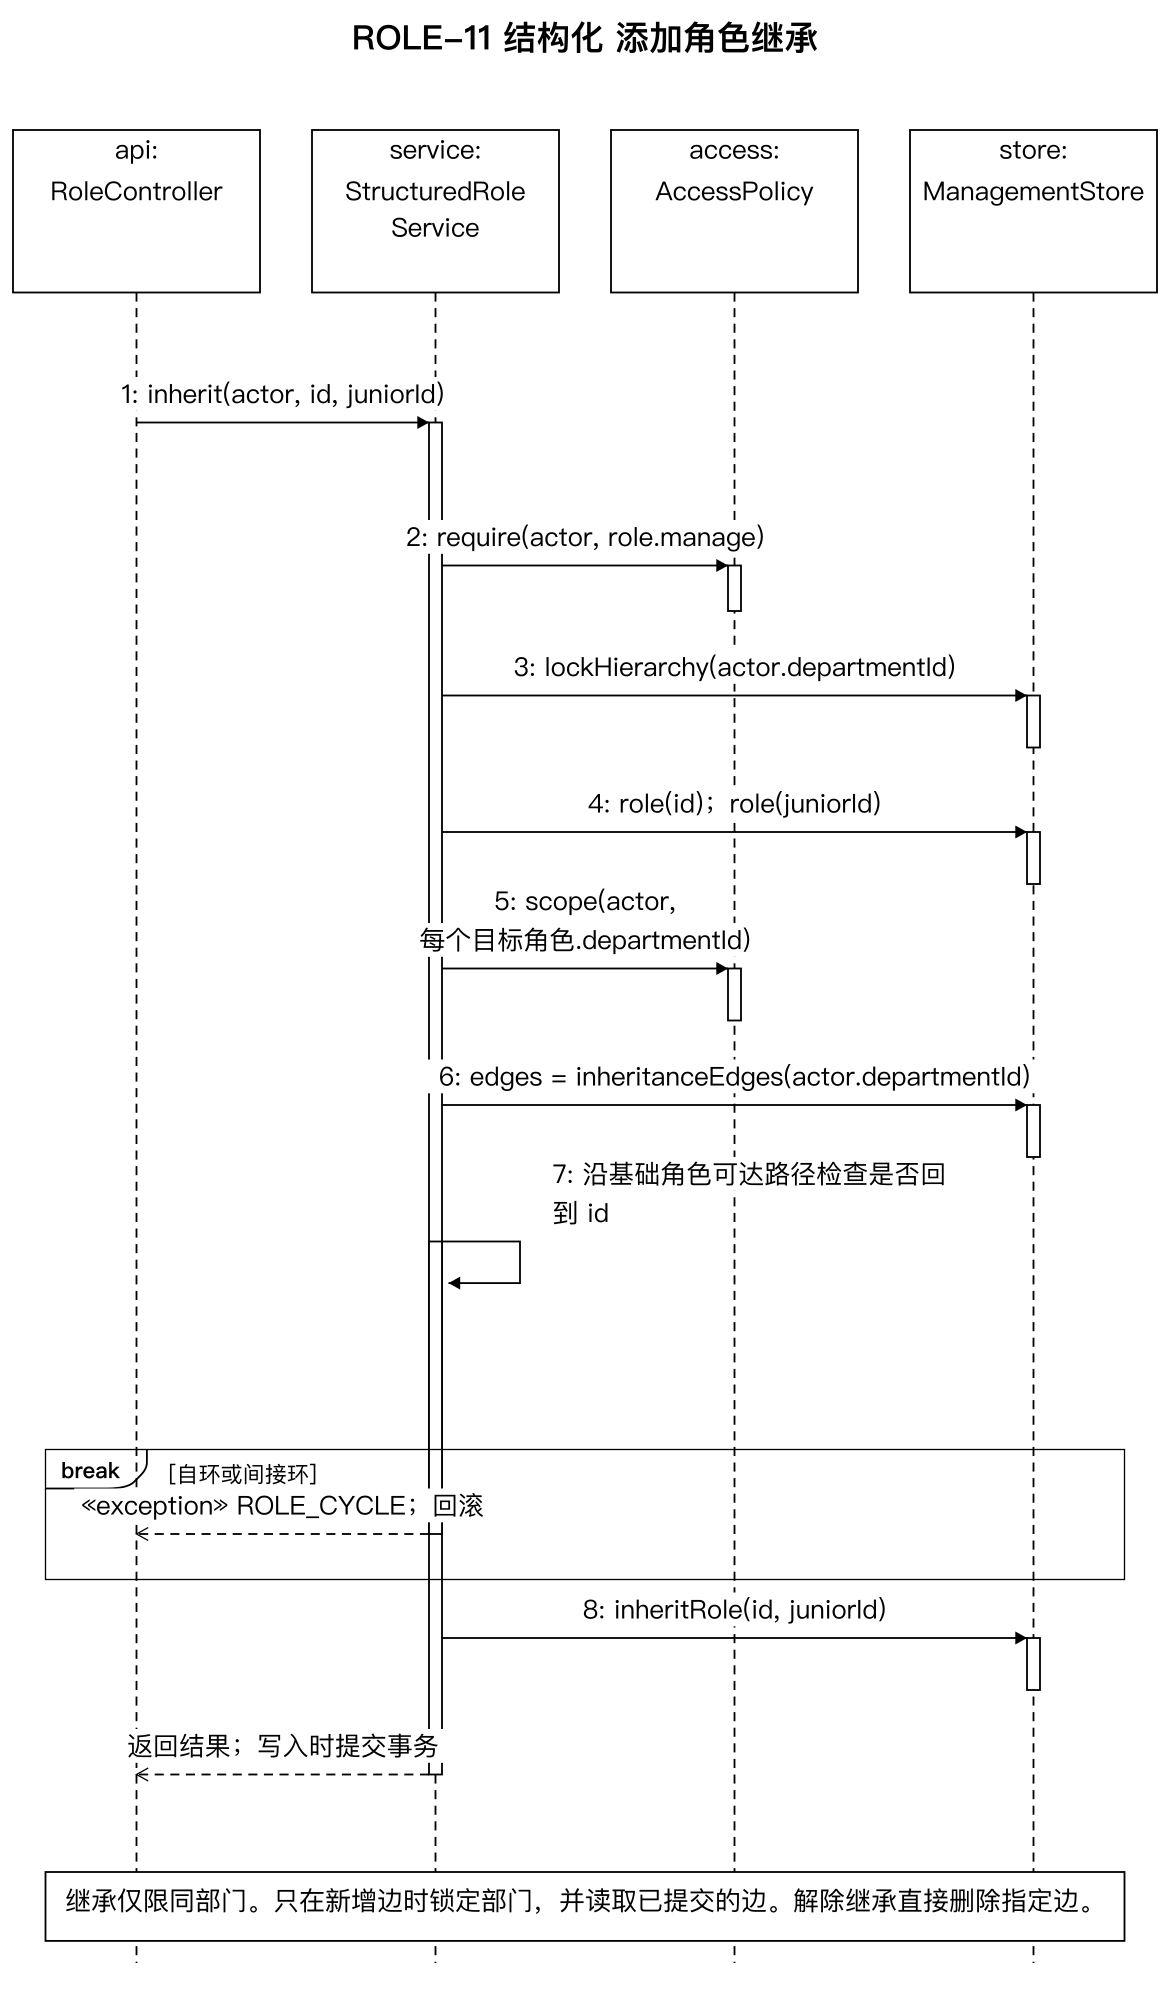 ROLE-11 结构化 添加角色继承
api:
RoleController
service:
StructuredRole
Service
access:
AccessPolicy
store:
ManagementStore
1: inherit(actor, id, juniorId)
2: require(actor, role.manage)
3: lockHierarchy(actor.departmentId)
4: role(id)；role(juniorId)
5: scope(actor,
每个目标角色.departmentId)
6: edges = inheritanceEdges(actor.departmentId)
7: 沿基础角色可达路径检查是否回
到 id
break [自环或间接环]
«exception» ROLE_CYCLE；回滚
8: inheritRole(id, juniorId)
返回结果；写入时提交事务
继承仅限同部门。只在新增边时锁定部门，并读取已提交的边。解除继承直接删除指定边。